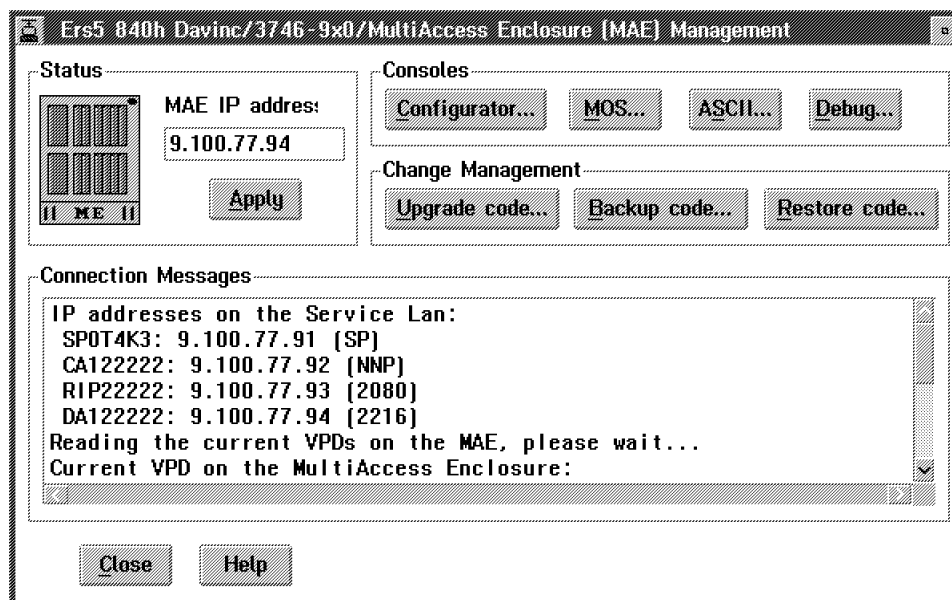 Ers5 840h Davinc/3746-9x0/MultiAccess Enclosure (MAE) Management
Status
MAE IP address
9.100.77.94
Apply
ME
Consoles
Configurator...
MOS...
ASCII...
Debug...
Change Management
Upgrade code...
Backup code...
Restore code...
Connection Messages
IP addresses on the Service Lan:
SP0T4K3: 9.100.77.91 (SP)
CA122222: 9.100.77.92 (NNP)
RIP22222: 9.100.77.93 (2080)
DA122222: 9.100.77.94 (2216)
Reading the current VPDs on the MAE, please wait...
Current VPD on the MultiAccess Enclosure:
Close
Help